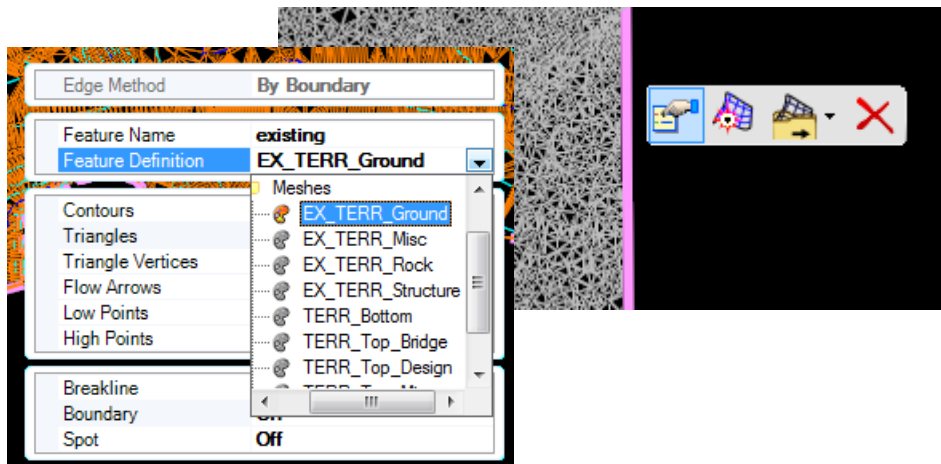 Edge Method By Boundary
Feature Name existing
Feature Definition EX_TERR_Ground
Meshes
Contours EX_TERR_Ground
Triangles EX_TERR_Misc
Triangle Vertices EX_TERR_Rock
Flow Arrows EX_TERR_Structure
Low Points TERR_Bottom
High Points TERR_Top_Bridge
TERR_Top_Design
Breakline
Boundary
Spot Off